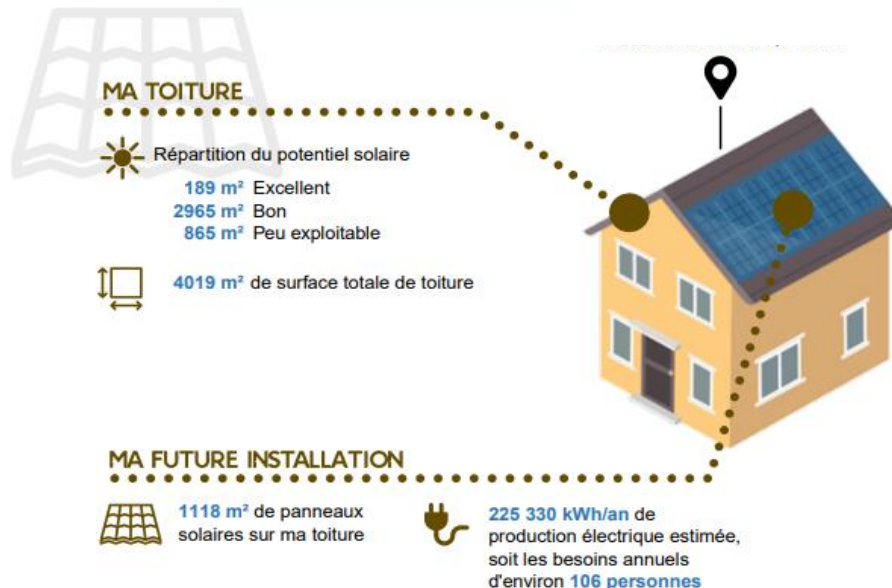 MA TOITURE
Répartition du potentiel solaire
189 m² Excellent
2965 m² Bon
865 m² Peu exploitable
4019 m² de surface totale de toiture
MA FUTURE INSTALLATION
1118 m² de panneaux
solaires sur ma toiture
225 330 kWh/an de
production électrique estimée,
soit les besoins annuels
d'environ 106 personnes